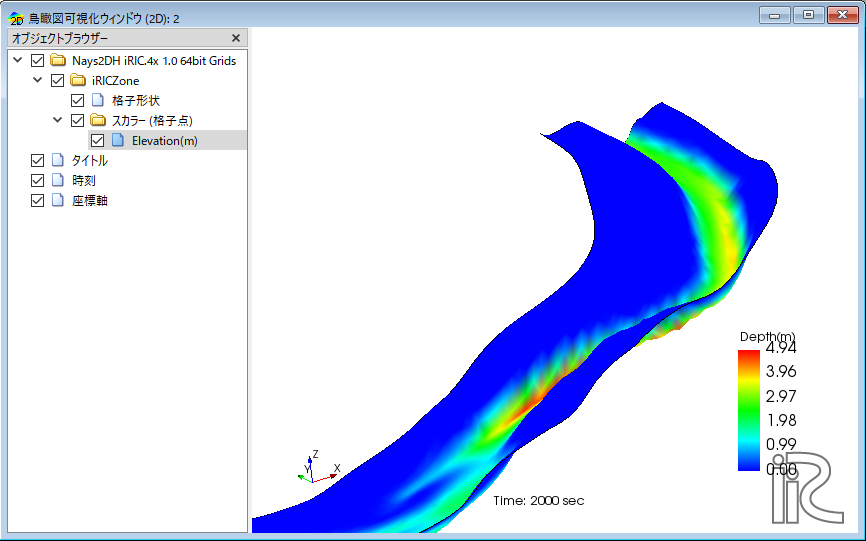 鳥瞰図可視化ウィンドウ (2D): 2
オブジェクトブラウザー
Nays2DH iRIC.4x 1.0 64bit Grids
iRICZone
格子形状
スカラー (格子点)
Elevation(m)
タイトル
時刻
座標軸
Depth(m)
4.94
3.96
2.97
1.98
0.99
0.00
Z
Y X
Time: 2000 sec
iRIC